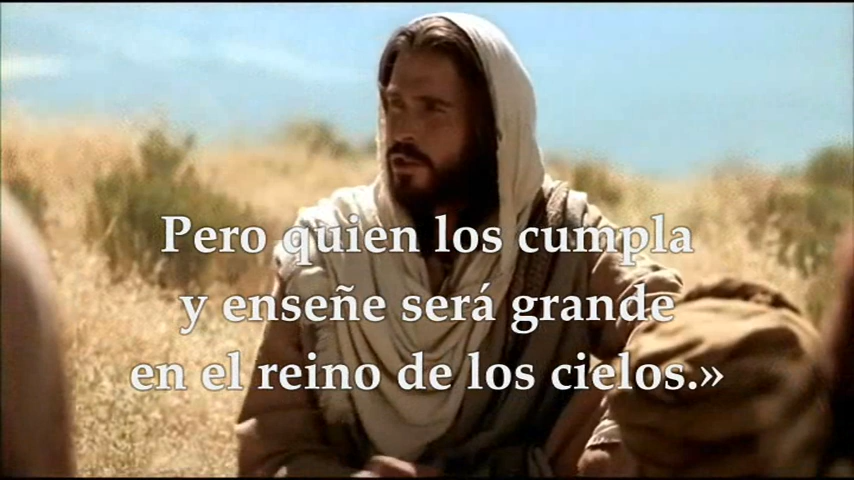 Pero quien los cumpla
y enseñe será grande
en el reino de los cielos.»